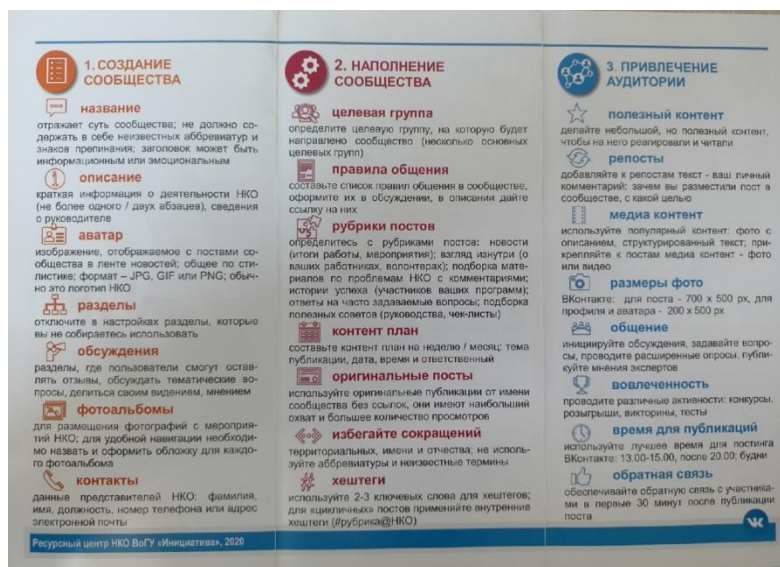 1. СОЗДАНИЕ
СООБЩЕСТВА
название
отражает суть сообщества; не должно со-
держать в себе неизвестных аббревиатур и
знаков препинания; заголовок может быть
информационным или эмоциональным
описание
краткая информация о деятельности НКО
(не более одного / двух абзацев), сведения
о руководителе
аватар
изображение, отображаемое с постами со-
общества в ленте новостей; общее по сти-
листике; формат – JPG, GIF или PNG; обыч-
но это логотип НКО
разделы
отключите в настройках разделы, которые
вы не собираетесь использовать
обсуждения
разделы, где пользователи смогут остав-
лять отзывы, обсуждать тематические во-
просы, делиться своим видением, мнением
фотоальбомы
для размещения фотографий с мероприя-
тий НКО; для удобной навигации необходи-
мо назвать и оформить обложку для каждо-
го фотоальбома
контакты
данные представителей НКО: фамилия,
имя, должность, номер телефона или адрес
электронной почты
Ресурсный центр НКО ВоГУ «Инициатива», 2020
2. НАПОЛНЕНИЕ
СООБЩЕСТВА
целевая группа
определите целевую группу, на которую будет
направлено сообщество (несколько основных
целевых групп)
правила общения
составьте список правил общения в сообществе,
оформите их в обсуждении, в описании дайте
ссылку на них
рубрики постов
определитесь с рубриками постов: новости
(итоги работы, мероприятия); взгляд изнутри (о
ваших работниках, волонтерах); подборка мате-
риалов по проблемам НКО с комментариями;
истории успеха (участников ваших программ);
ответы на часто задаваемые вопросы; подборка
полезных советов (руководства, чек-листы)
контент план
составьте контент план на неделю / месяц: тема
публикации, дата, время и ответственный
оригинальные посты
используйте оригинальные публикации от имени
сообщества без ссылок, они имеют наибольший
охват и большее количество просмотров
избегайте сокращений
территориальных, имени и отчества; не исполь-
зуйте аббревиатуры и неизвестные термины
хештеги
используйте 2-3 ключевых слова для хештегов;
для «цикличных» постов применяйте внутренние
хештеги (#рубрика@НКО)
3. ПРИВЛЕЧЕНИЕ
АУДИТОРИИ
полезный контент
делайте небольшой, но полезный контент,
чтобы на него реагировали и читали
репосты
добавляйте к репостам текст - ваш личный
комментарий: зачем вы разместили пост в
сообществе, с какой целью
медиа контент
используйте популярный контент: фото с
описанием, структурированный текст; при-
крепляйте к постам медиа контент - фото
или видео
размеры фото
ВКонтакте: для поста - 700 x 500 px, для
профиля и аватара - 200 x 500 px
общение
инициируйте обсуждения, задавайте вопро-
сы, проводите расширенные опросы, публи-
куйте мнения экспертов
вовлеченность
проводите различные активности: конкурсы,
розыгрыши, викторины, тесты
время для публикаций
используйте лучшее время для постинга
ВКонтакте: 13.00-15.00, после 20.00; будни
обратная связь
обеспечивайте обратную связь с участника-
ми в первые 30 минут после публикации
поста